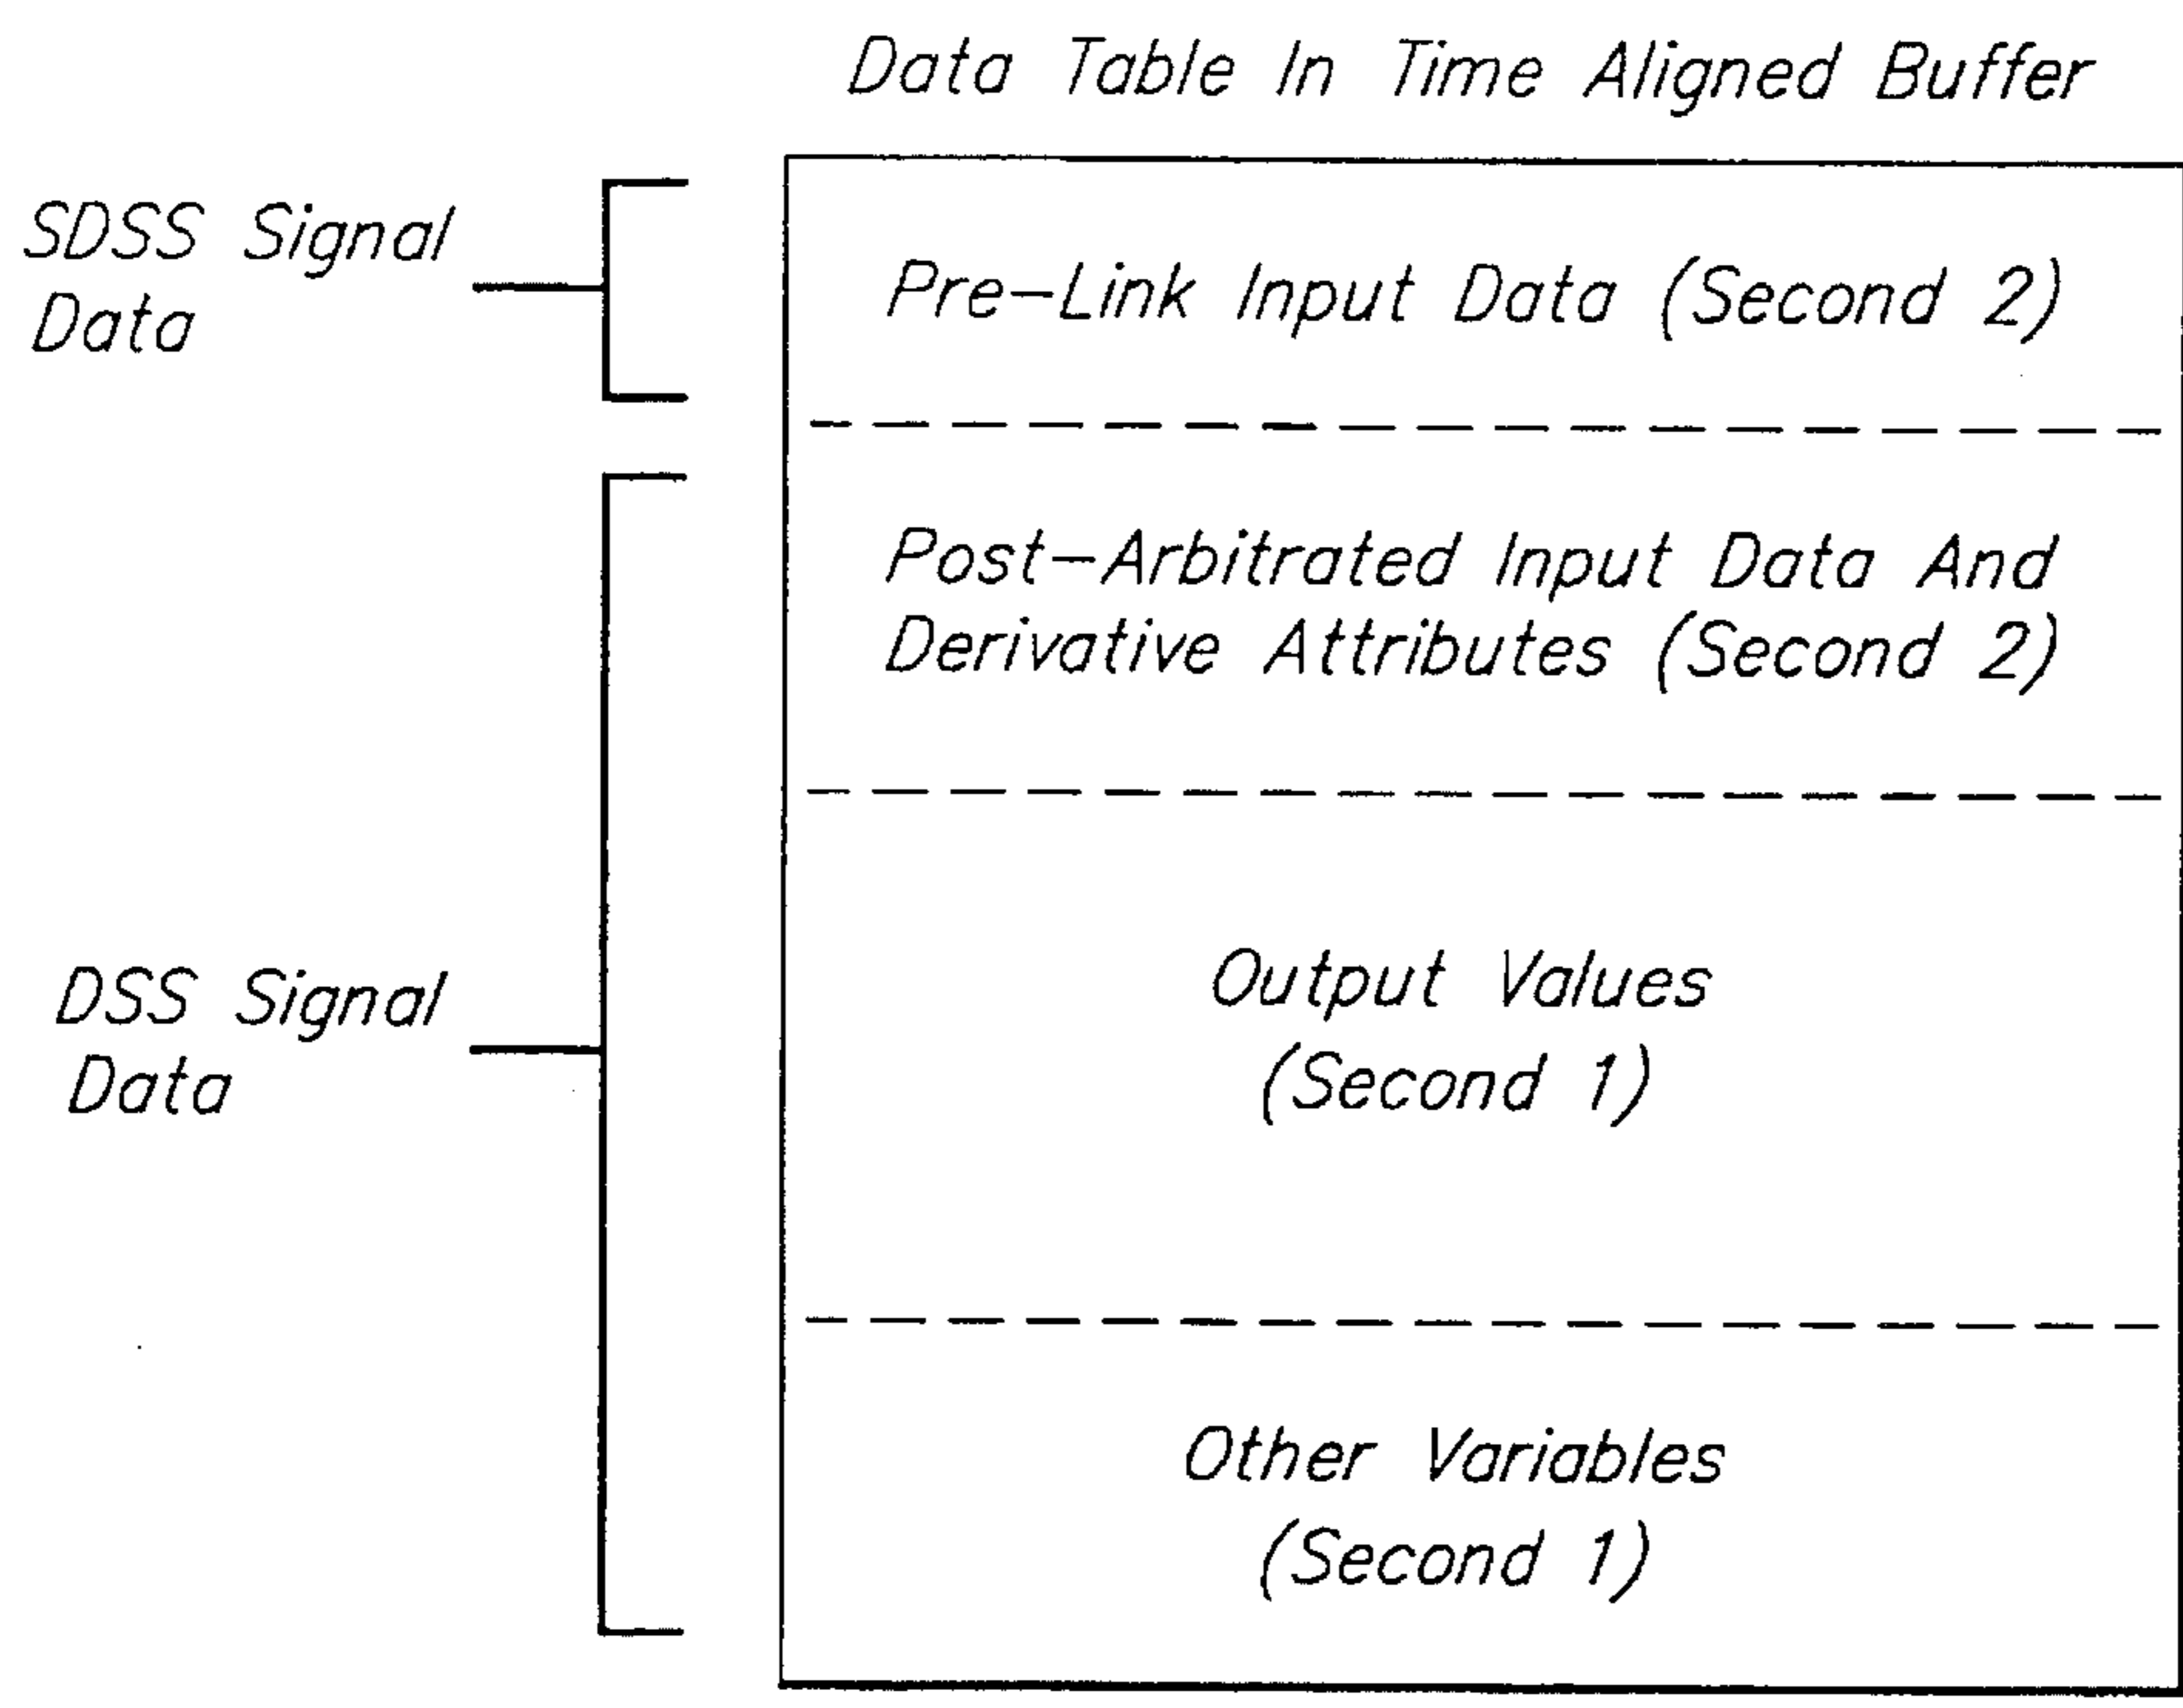 Data Table In Time Aligned Buffer
SDSS Signal
Data
Pre-Link Input Data (Second 2)
Post-Arbitrated Input Data And
Derivative Attributes (Second 2)
DSS Signal
Data
Output Values
(Second 1)
Other Variables
(Second 1)